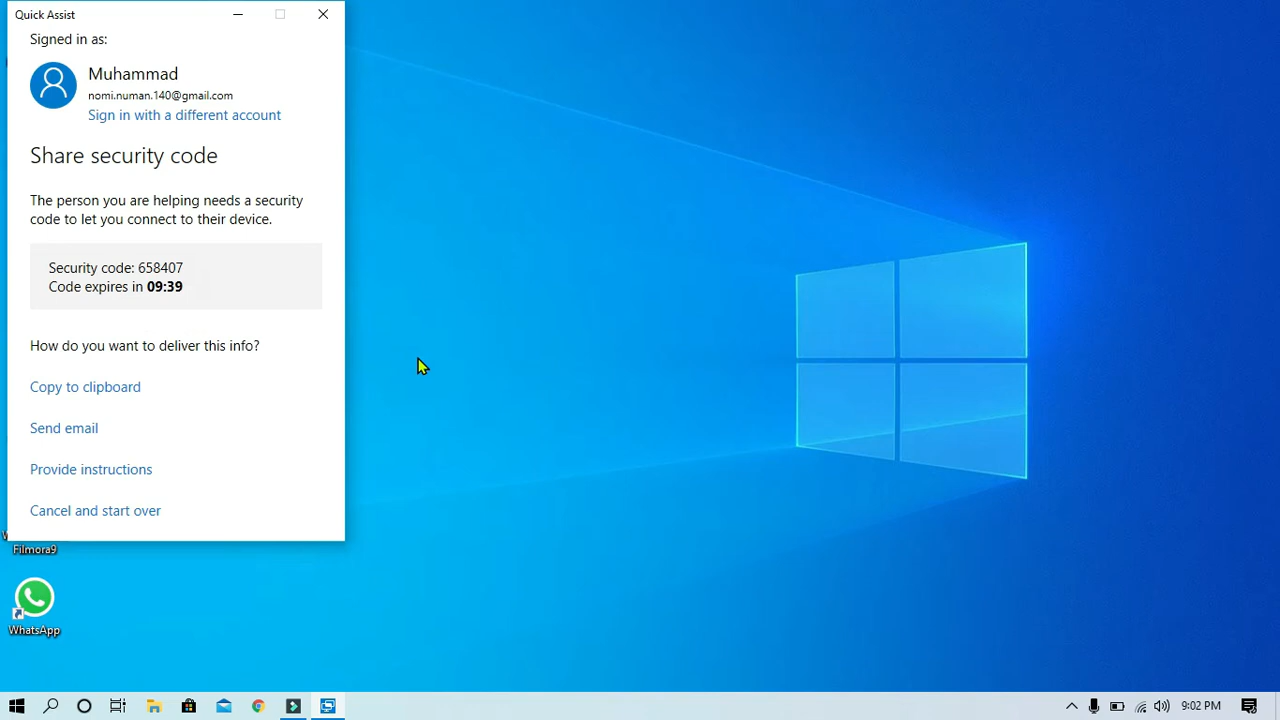 Quick Assist
Signed in as:
Muhammad
nomi.numan.140@gmail.com
Sign in with a different account
Share security code
The person you are helping needs a security
code to let you connect to their device.
Security code: 658407
Code expires in 09:39
How do you want to deliver this info?
Copy to clipboard
Send email
Provide instructions
Cancel and start over
Filmora9
WhatsApp
9:02 PM